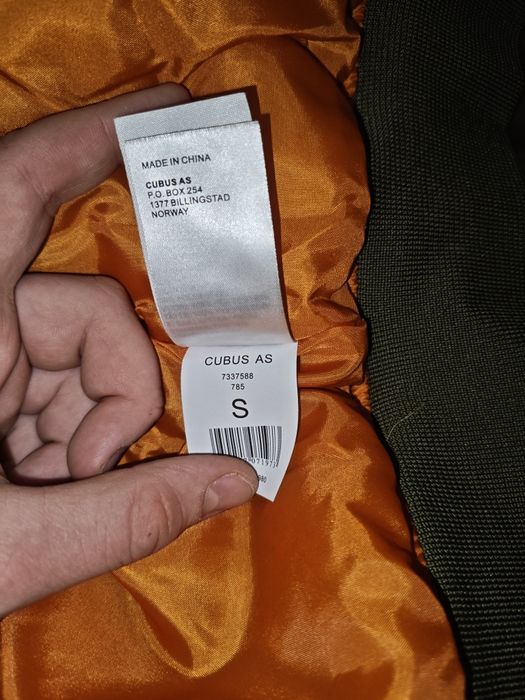 MADE IN CHINA
CUBUS AS
P.O. BOX 254
1377 BILLINGSTAD
NORWAY
CUBUS AS
7337588
785
S